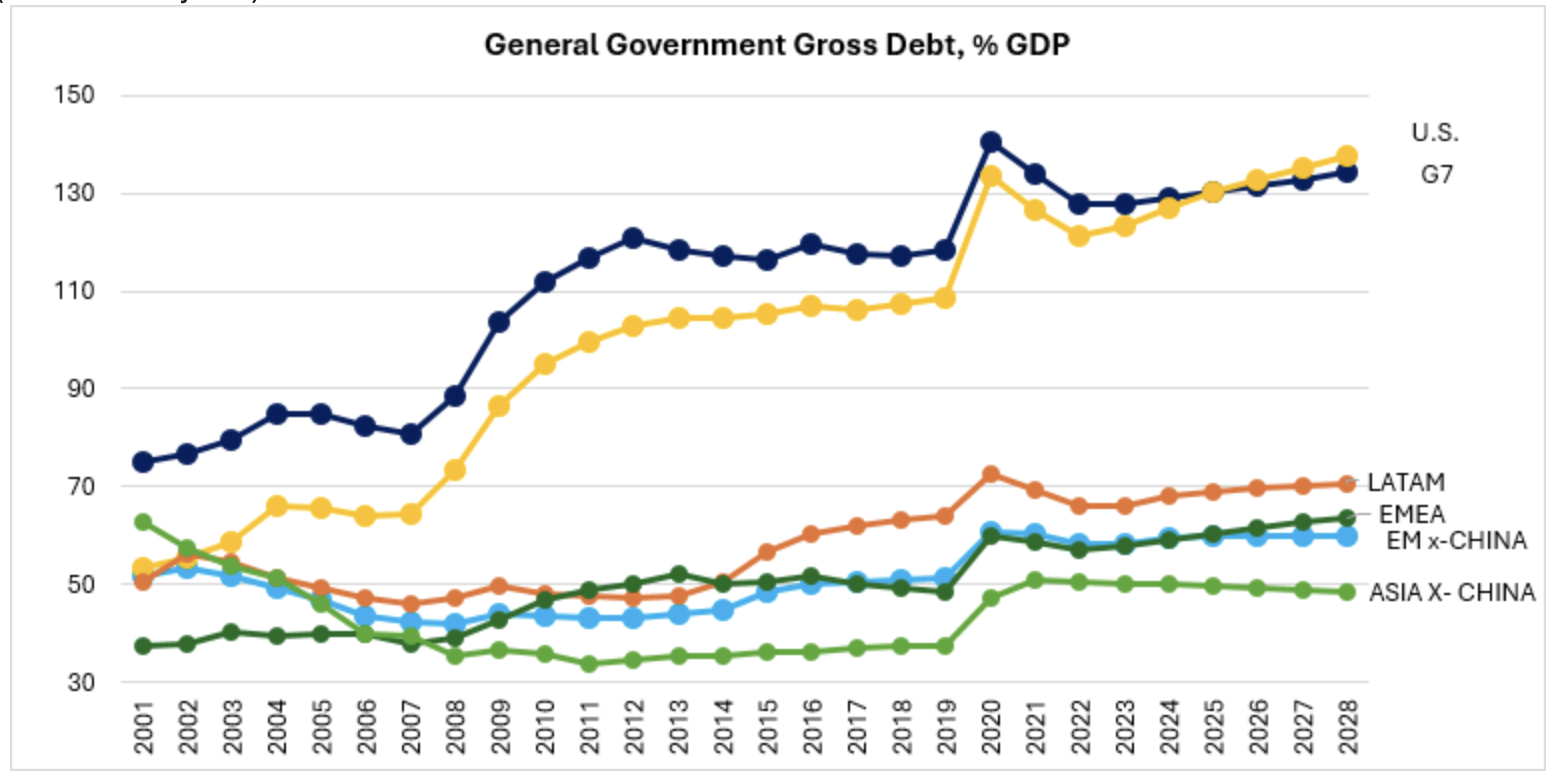 General Government Gross Debt, % GDP
150
130
110
90
70
50
30
U.S.
G7
LATAM
EMEA
EM x-CHINA
ASIA X- CHINA
2001 2002 2003 2004 2005 2006 2007 2008 2009 2010 2011 2012 2013 2014 2015 2016 2017 2018 2019 2020 2021 2022 2023 2024 2025 2026 2027 2028